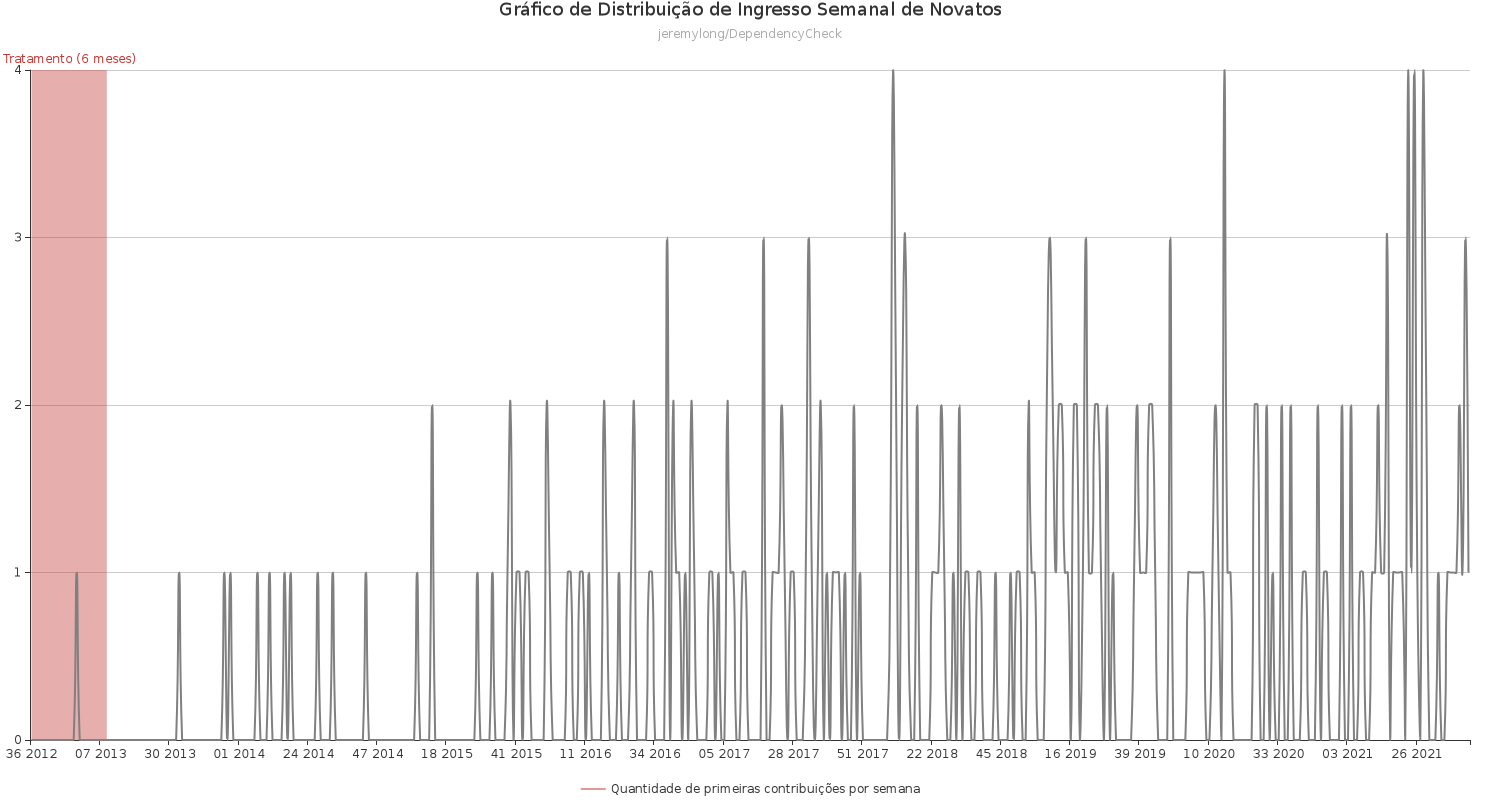 Gráfico de Distribuição de Ingresso Semanal de Novatos
jeremylong/DependencyCheck
Tratamento (6 meses)
4
3
2
1
0
36 2012 07 2013 30 2013 01 2014 24 2014 47 2014 18 2015 41 2015 11 2016 34 2016 05 2017 28 2017 51 2017 22 2018 45 2018 16 2019 39 2019 10 2020 33 2020 03 2021 26 2021
Quantidade de primeiras contribuições por semana